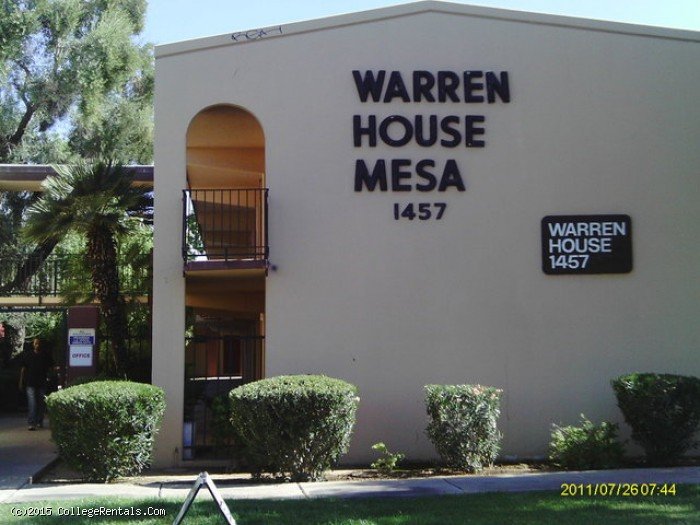 WARREN
HOUSE
MESA
1457
WARREN
HOUSE
1457
OFFICE
2011/07/26 07:44
(c)2015 CollegeRentals.Com